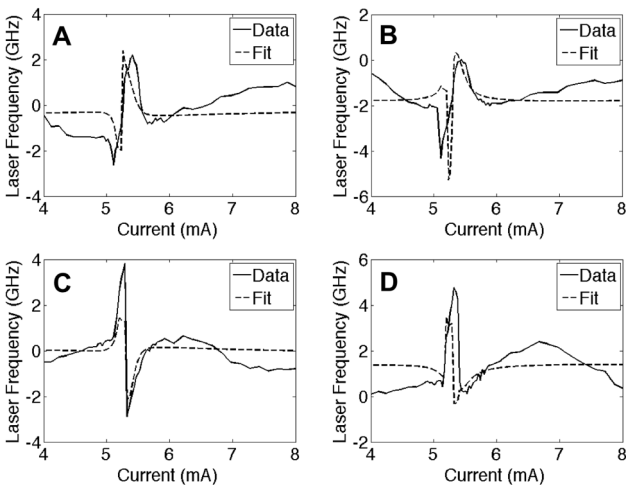 A
Data
Fit
Laser Frequency (GHz)
4
2
0
-2
-4
4 5 6 7 8
Current (mA)
B
Data
Fit
Laser Frequency (GHz)
2
0
-2
-4
-6
4 5 6 7 8
Current (mA)
C
Data
Fit
Laser Frequency (GHz)
4
2
0
-2
-4
4 5 6 7 8
Current (mA)
D
Data
Fit
Laser Frequency (GHz)
6
4
2
0
-2
4 5 6 7 8
Current (mA)